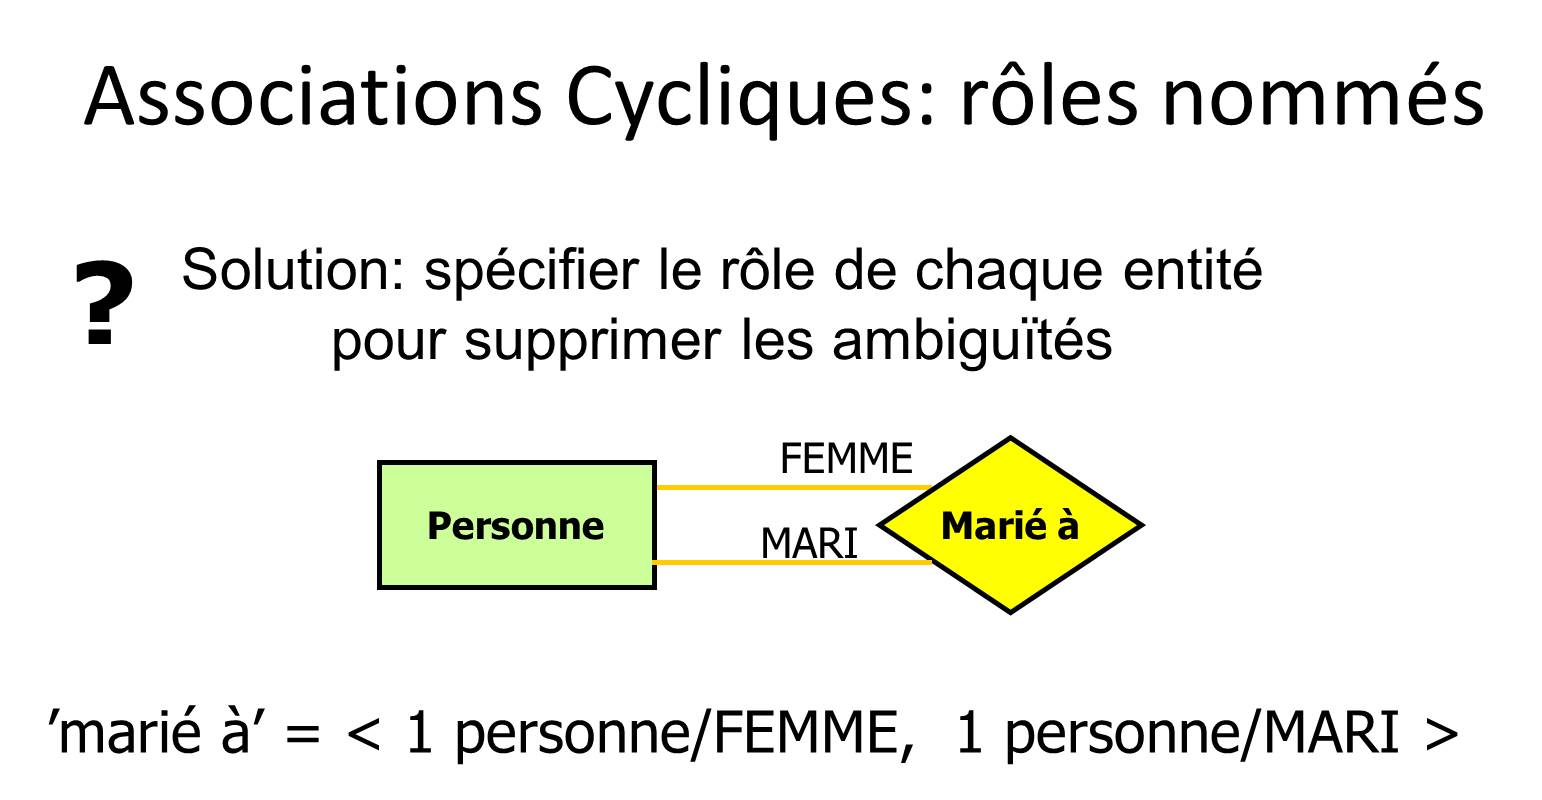 Associations Cycliques: rôles nommés
?
Solution: spécifier le rôle de chaque entité
pour supprimer les ambiguïtés
FEMME
Personne
MARI
Marié à
’marié à’ = < 1 personne/FEMME, 1 personne/MARI >